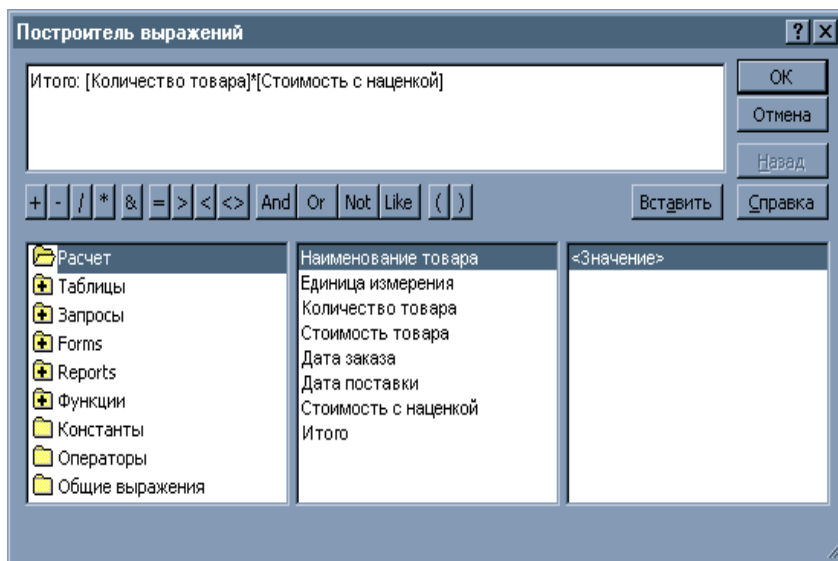 Построитель выражений
? X
Итого: [Количество товара]*[Стоимость с наценкой]
ОК
Отмена
Назад
+ - / * & = > < <> And Or Not Like ( ) Вставить Справка
Расчет
Таблицы
Запросы
Forms
Reports
Функции
Константы
Операторы
Общие выражения
Наименование товара
Единица измерения
Количество товара
Стоимость товара
Дата заказа
Дата поставки
Стоимость с наценкой
Итого
<Значение>